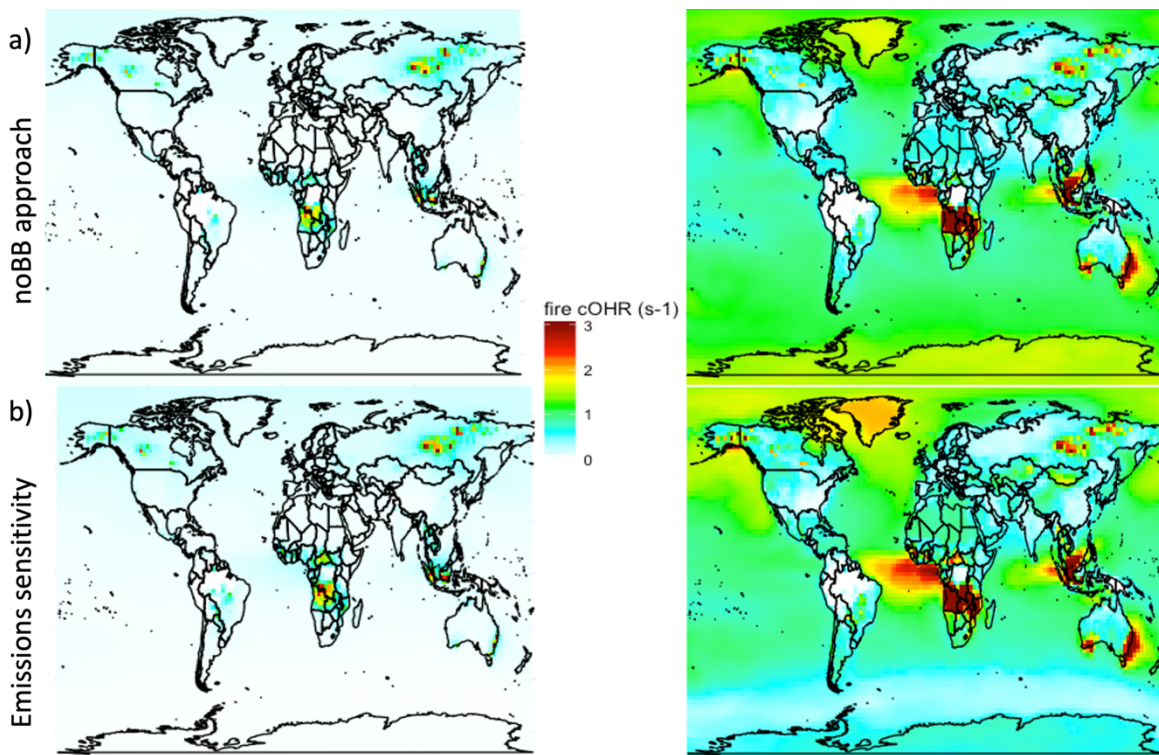 a)
noBB approach
fire cOHR (s-1)
3
2
1
0
b)
Emissions sensitivity